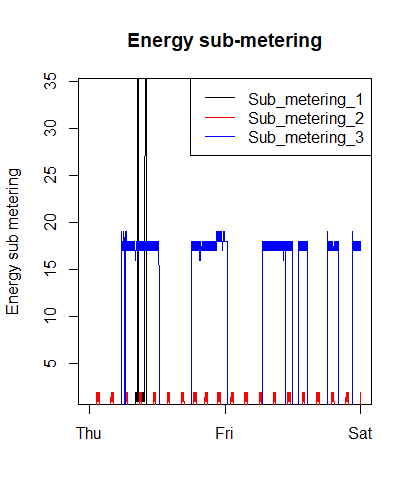 Energy sub-metering
Sub_metering_1
Sub_metering_2
Sub_metering_3
Energy sub metering
35
30
25
20
15
10
5
Thu
Fri
Sat